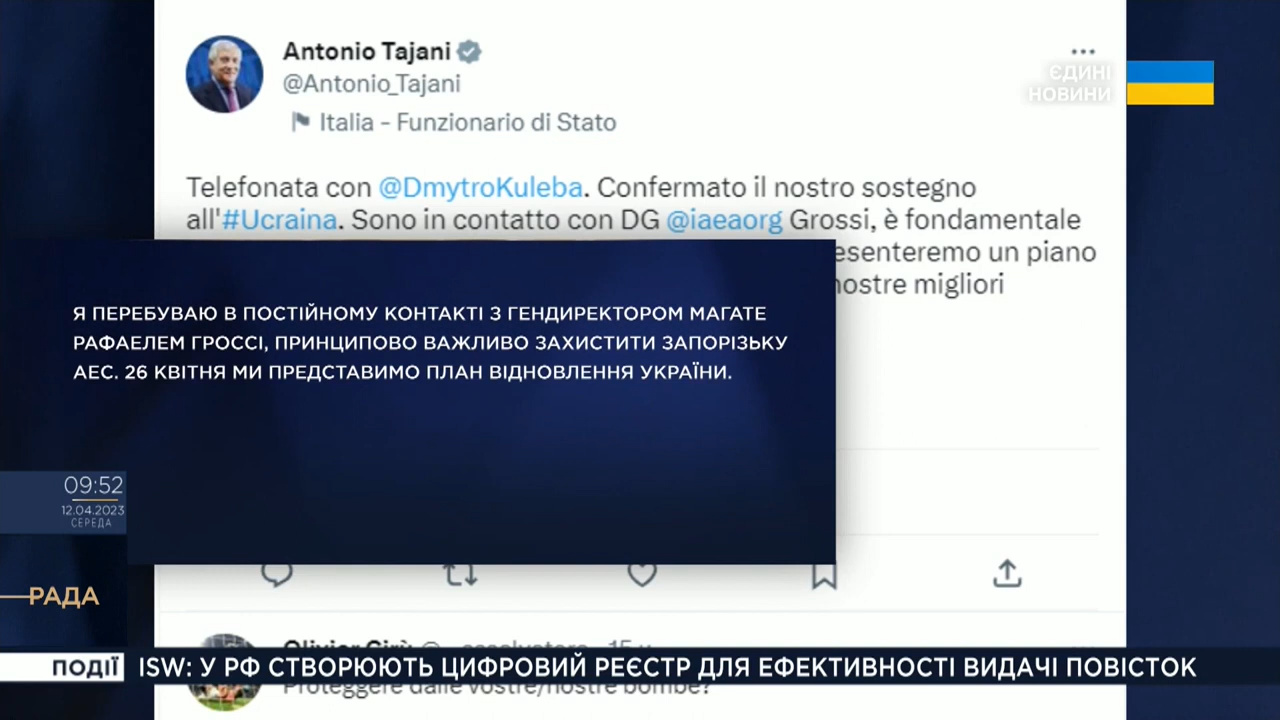 Antonio Tajani
@Antonio_Tajani
Italia - Funzionario di Stato
ЄДИНІ
НОВИНИ
Telefonata con @DmytroKuleba. Confermato il nostro sostegno
all'#Ucraina. Sono in contatto con DG @iaeaorg Grossi, è fondamentale
esenteremo un piano
nostre migliori
Я ПЕРЕБУВАЮ В ПОСТІЙНОМУ КОНТАКТІ З ГЕНДИРЕКТОРОМ МАГАТЕ
РАФАЕЛЕМ ГРОССІ, ПРИНЦИПОВО ВАЖЛИВО ЗАХИСТИТИ ЗАПОРІЗЬКУ
АЕС. 26 КВІТНЯ МИ ПРЕДСТАВИМО ПЛАН ВІДНОВЛЕННЯ УКРАЇНИ.
09:52
12.04.2023
СЕРЕДА
РАДА
Olivier Girù
Proteggere dalle vostre/nostre bombe?
ПОДІЇ ISW: У РФ СТВОРЮЮТЬ ЦИФРОВИЙ РЕЄСТР ДЛЯ ЕФЕКТИВНОСТІ ВИДАЧІ ПОВІСТОК